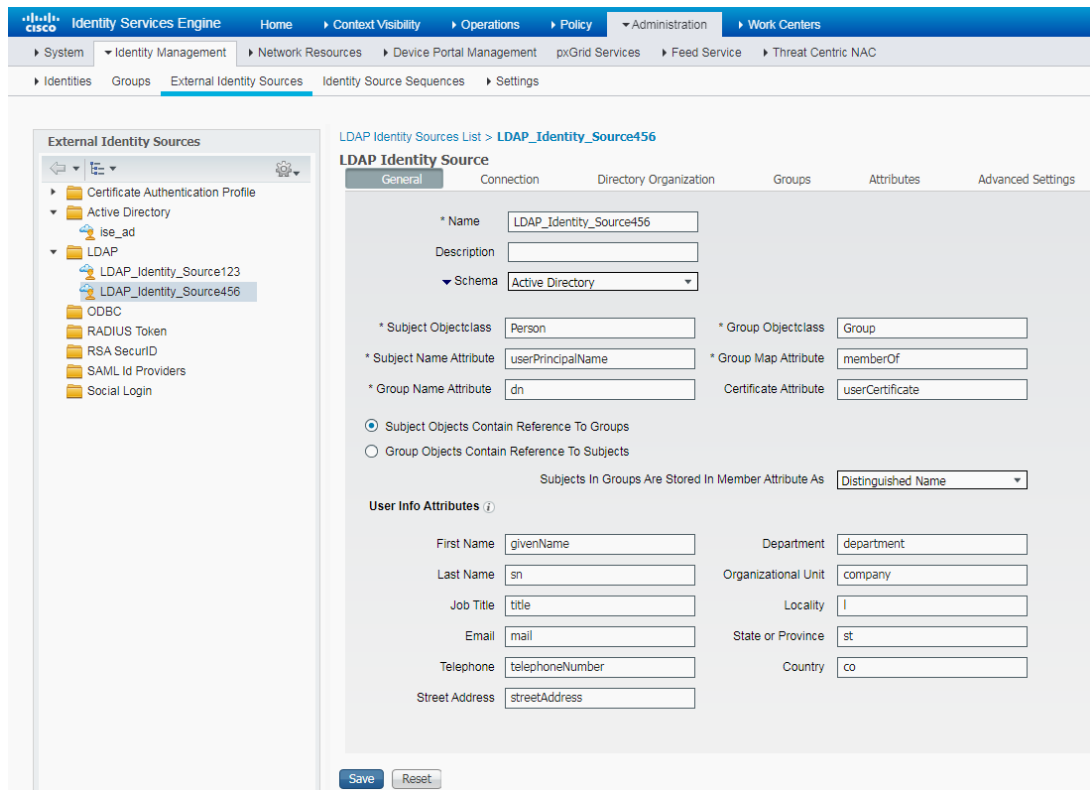 cisco Identity Services Engine Home Context Visibility Operations Policy Administration Work Centers
System Identity Management Network Resources Device Portal Management pxGrid Services Feed Service Threat Centric NAC
Identities Groups External Identity Sources Identity Source Sequences Settings
External Identity Sources
Certificate Authentication Profile
Active Directory
ise_ad
LDAP
LDAP_Identity_Source123
LDAP_Identity_Source456
ODBC
RADIUS Token
RSA SecurID
SAML Id Providers
Social Login
LDAP Identity Sources List > LDAP_Identity_Source456
LDAP Identity Source
General Connection Directory Organization Groups Attributes Advanced Settings
* Name LDAP_Identity_Source456
Description
Schema Active Directory
* Subject Objectclass Person * Group Objectclass Group
* Subject Name Attribute userPrincipalName * Group Map Attribute memberOf
* Group Name Attribute dn Certificate Attribute userCertificate
Subject Objects Contain Reference To Groups
Group Objects Contain Reference To Subjects
Subjects In Groups Are Stored In Member Attribute As Distinguished Name
User Info Attributes i
First Name givenName Department department
Last Name sn Organizational Unit company
Job Title title Locality l
Email mail State or Province st
Telephone telephoneNumber Country co
Street Address streetAddress
Save Reset